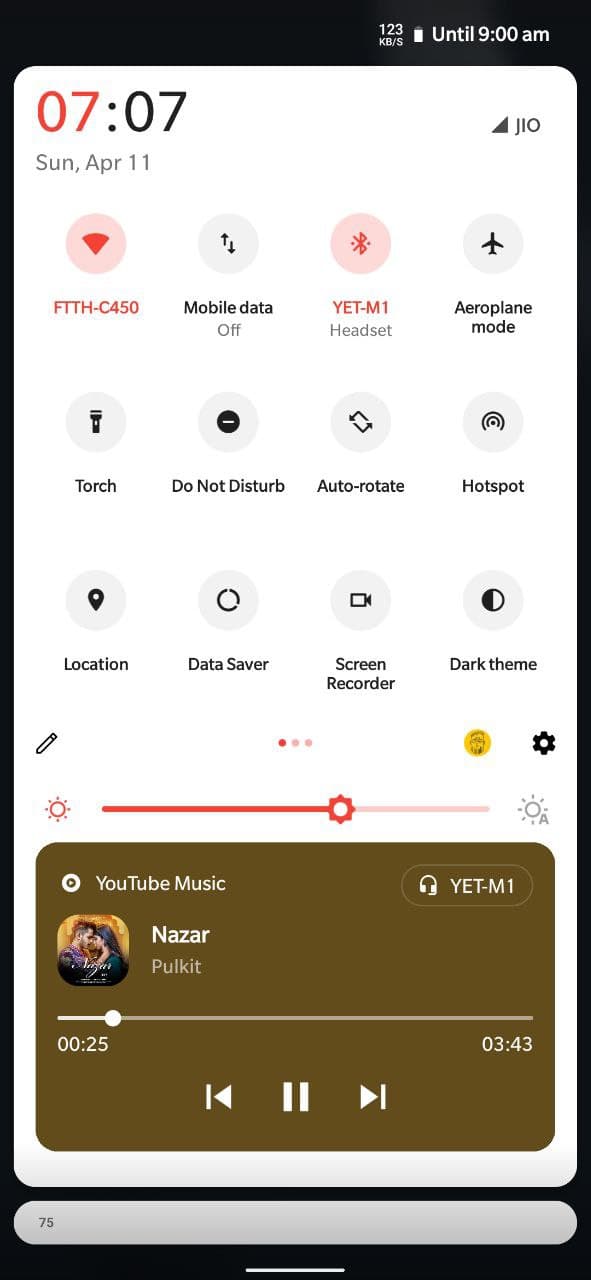 123
KB/S
Until 9:00 am
07:07
JIO
Sun, Apr 11
FTTH-C450
Mobile data
Off
YET-M1
Headset
Aeroplane
mode
Torch
Do Not Disturb
Auto-rotate
Hotspot
Location
Data Saver
Screen
Recorder
Dark theme
A
YouTube Music
YET-M1
Nazar
Nazar
Pulkit
00:25
03:43
75